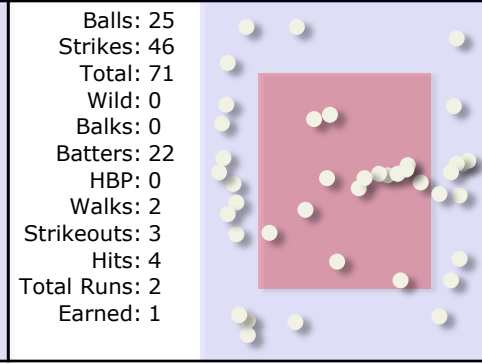 Balls: 25
Strikes: 46
Total: 71
Wild: 0
Balks: 0
Batters: 22
HBP: 0
Walks: 2
Strikeouts: 3
Hits: 4
Total Runs: 2
Earned: 1